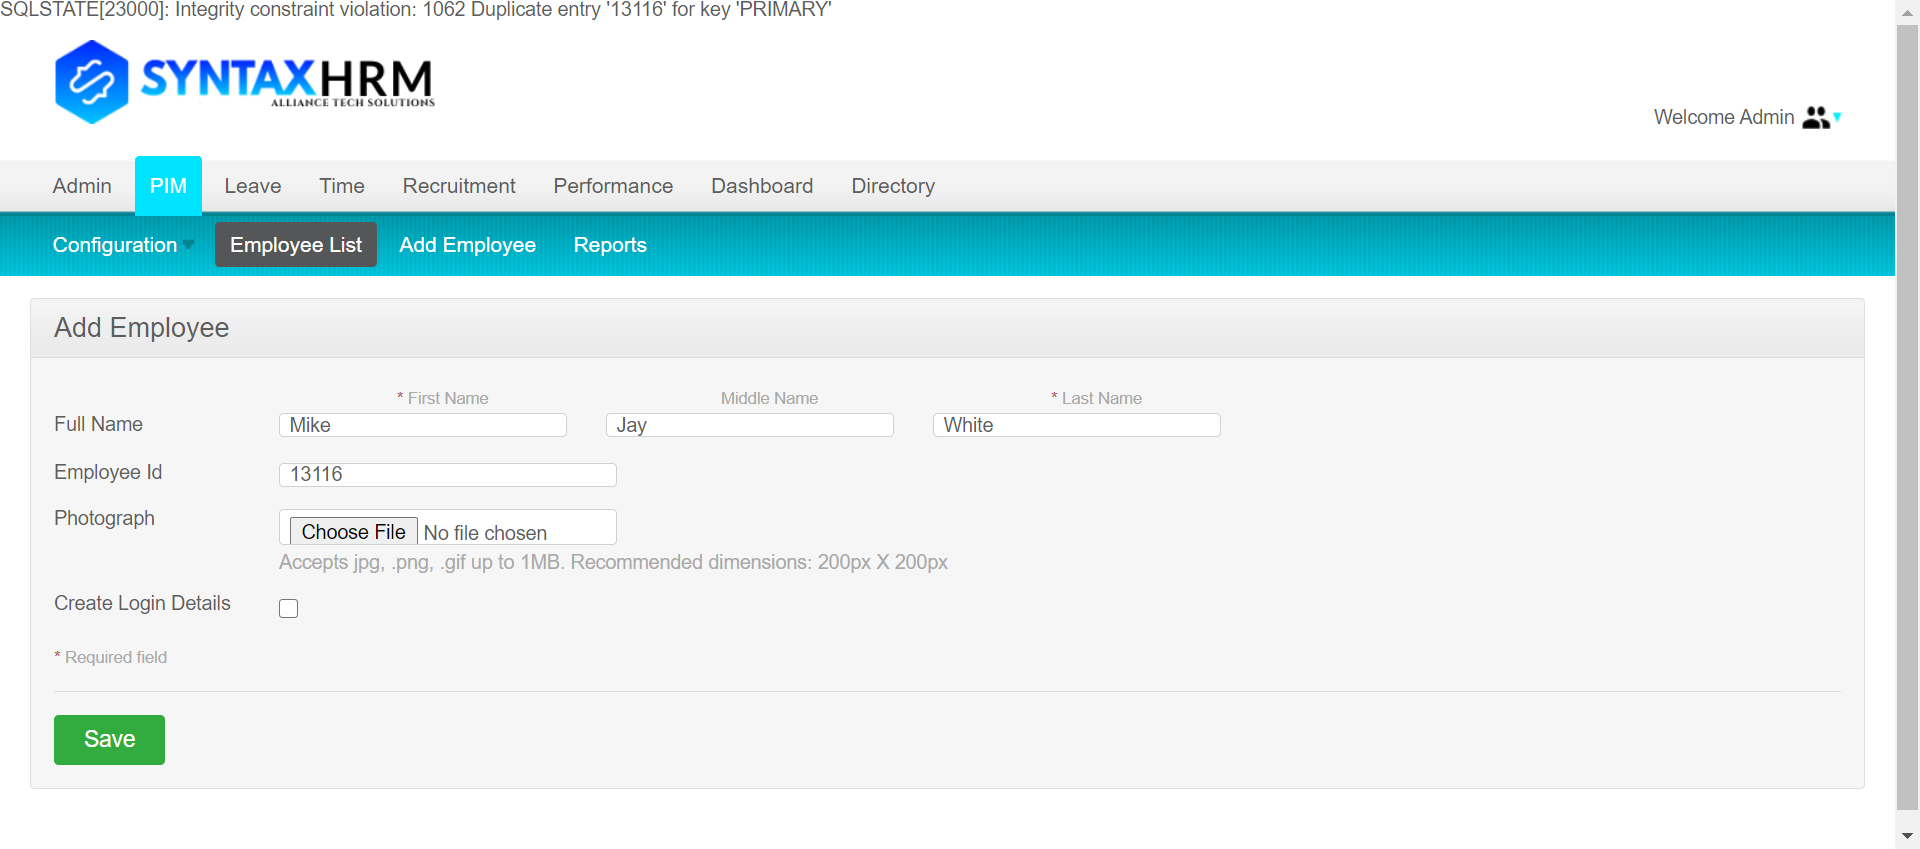 SQLSTATE[23000]: Integrity constraint violation: 1062 Duplicate entry '13116' for key 'PRIMARY'
SYNTAXHRM
ALLIANCE TECH SOLUTIONS
Welcome Admin
Admin PIM Leave Time Recruitment Performance Dashboard Directory
Configuration Employee List Add Employee Reports
Add Employee
* First Name Middle Name * Last Name
Full Name Mike Jay White
Employee Id 13116
Photograph Choose File No file chosen
Accepts jpg, .png, .gif up to 1MB. Recommended dimensions: 200px X 200px
Create Login Details
* Required field
Save